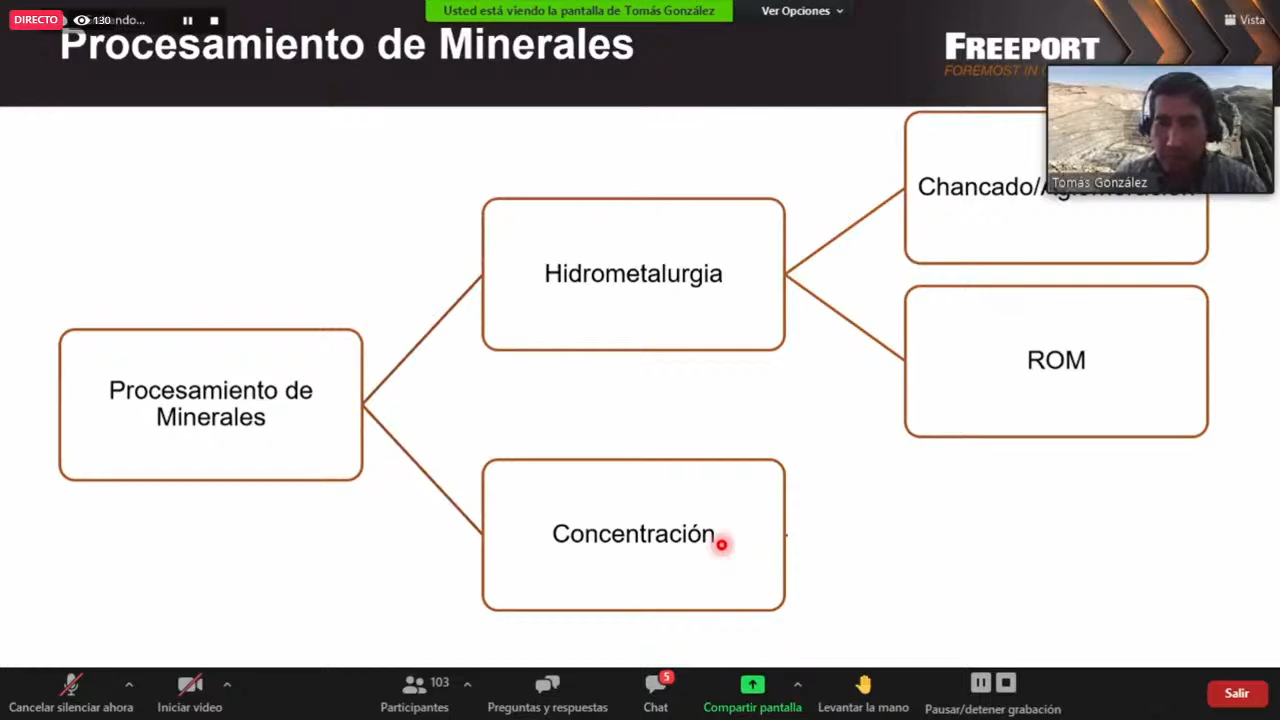 DIRECTO 130
Usted está viendo la pantalla de Tomás González
Ver Opciones
Vista
Procesamiento de Minerales
FREEPORT
FOREMOST IN
Tomás González
Chancado/Aglomeración
Hidrometalurgia
ROM
Procesamiento de
Minerales
Concentración
103
5
Cancelar silenciar ahora
Iniciar video
Participantes
Preguntas y respuestas
Chat
Compartir pantalla
Levantar la mano
Pausar/detener grabación
Salir